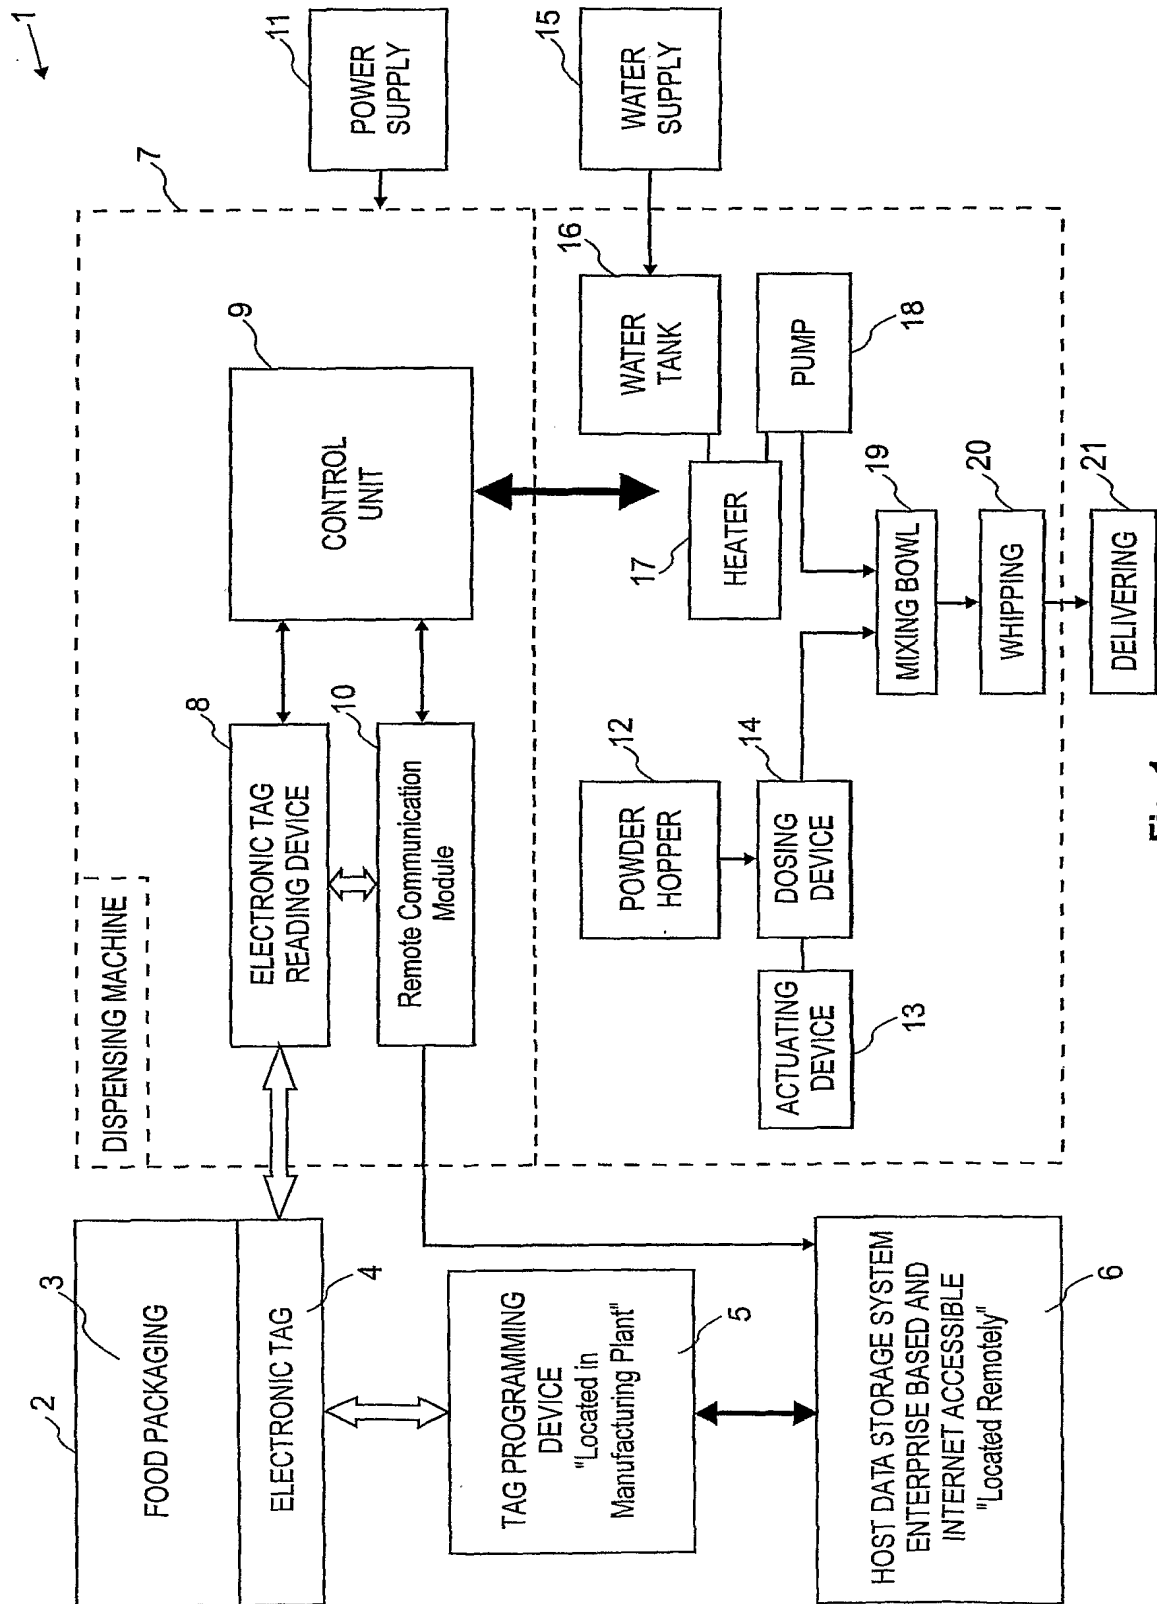 1
2
3
FOOD PACKAGING
ELECTRONIC TAG
4
TAG PROGRAMMING
DEVICE
"Located in
Manufacturing Plant"
5
HOST DATA STORAGE SYSTEM
ENTERPRISE BASED AND
INTERNET ACCESSIBLE
"Located Remotely"
6
DISPENSING MACHINE
7
8
ELECTRONIC TAG
READING DEVICE
10
Remote Communication
Module
9
CONTROL
UNIT
11
POWER
SUPPLY
15
WATER
SUPPLY
12
POWDER
HOPPER
14
DOSING
DEVICE
ACTUATING
DEVICE
13
16
WATER
TANK
17
HEATER
PUMP
18
19
MIXING BOWL
20
WHIPPING
21
DELIVERING